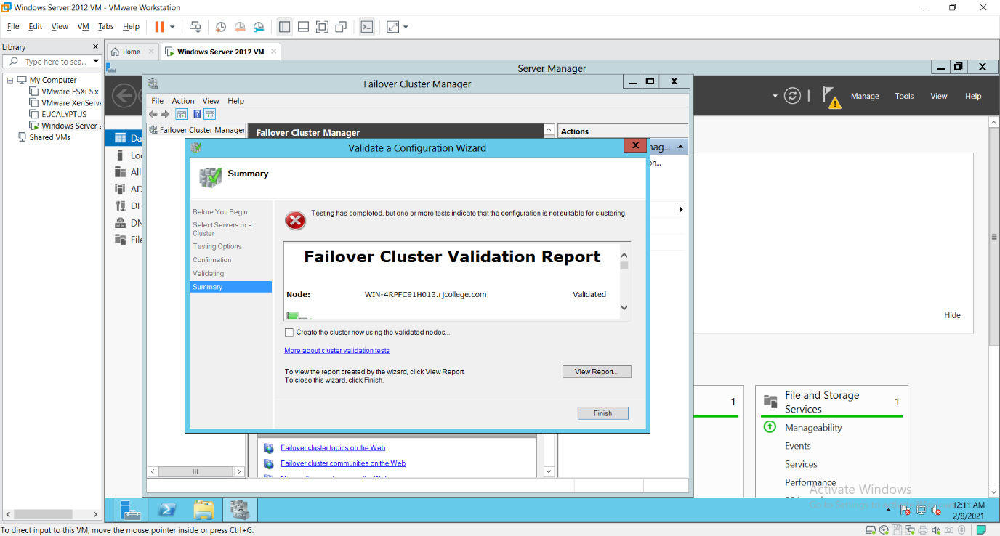 Windows Server 2012 VM - VMware Workstation
File Edit View VM Tabs Help
Library
Type here to sea...
My Computer
VMware ESXi 5.x
VMware XenServe
EUCALYPTUS
Windows Server 2
Shared VMs
Home
Windows Server 2012 VM
Server Manager
Manage Tools View Help
Da
Loc
All
AD
DH
DN
File
Failover Cluster Manager
File Action View Help
Failover Cluster Manager
Failover Cluster Manager
Actions
nag...
on...
Validate a Configuration Wizard
Summary
Before You Begin
Select Servers or a
Cluster
Testing Options
Confirmation
Validating
Summary
Testing has completed, but one or more tests indicate that the configuration is not suitable for clustering.
Failover Cluster Validation Report
Node: WIN-4RPFC91H013.rjcollege.com Validated
Create the cluster now using the validated nodes...
More about cluster validation tests
To view the report created by the wizard, click View Report.
To close this wizard, click Finish.
View Report...
Finish
Failover cluster topics on the Web
Failover cluster communities on the Web
Hide
1
File and Storage
Services
1
Manageability
Events
Services
Performance
Activate Windows
12:11 AM
2/8/2021
To direct input to this VM, move the mouse pointer inside or press Ctrl+G.